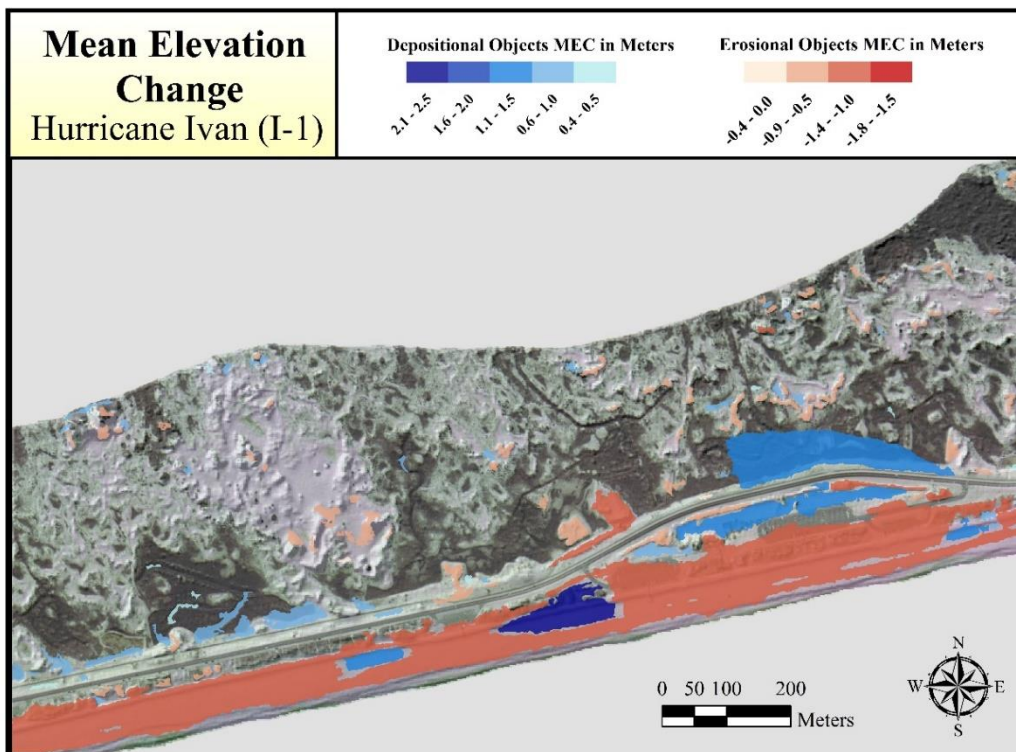 Mean Elevation
Change
Hurricane Ivan (I-1)
Depositional Objects MEC in Meters
2.1 - 2.5
1.6 - 2.0
1.1 - 1.5
0.6 - 1.0
0.4 - 0.5
Erosional Objects MEC in Meters
-0.4 - 0.0
-0.9 - -0.5
-1.4 - -1.0
-1.8 - -1.5
0 50 100 200
Meters
N
W E
S